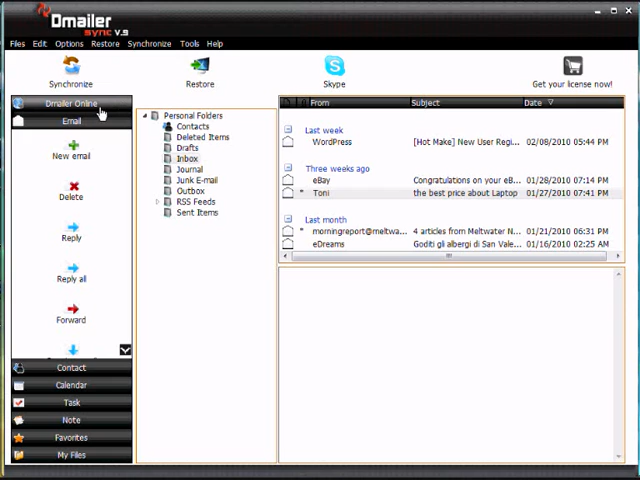 Dmailer
sync v.9
Files Edit Options Restore Synchronize Tools Help
Synchronize Restore Skype Get your license now!
Dmailer Online
Email
New email
Delete
Reply
Reply all
Forward
Contact
Calendar
Task
Note
Favorites
My Files
Personal Folders
Contacts
Deleted Items
Drafts
Inbox
Journal
Junk E-mail
Outbox
RSS Feeds
Sent Items
From Subject Date
Last week
WordPress [Hot Make] New User Regi... 02/08/2010 05:44 PM
Three weeks ago
eBay Congratulations on your eB... 01/28/2010 07:14 PM
Toni the best price about Laptop 01/27/2010 07:41 PM
Last month
morningreport@meltwa... 4 articles from Meltwater N... 01/21/2010 06:31 PM
eDreams Goditi gli albergi di San Vale... 01/16/2010 02:25 AM